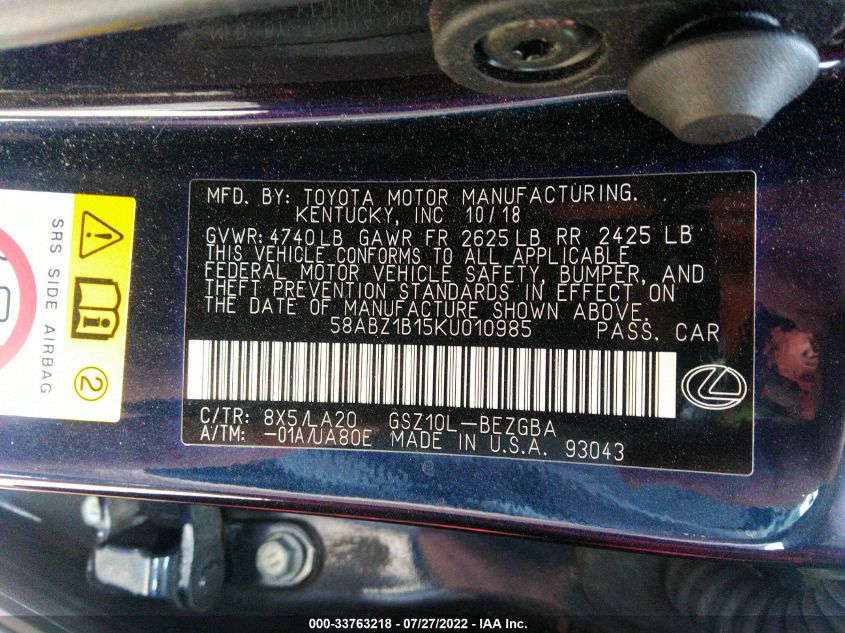 MFD. BY: TOYOTA MOTOR MANUFACTURING.
KENTUCKY, INC 10/18
GVWR: 4740LB GAWR FR 2625LB RR 2425 LB
THIS VEHICLE CONFORMS TO ALL APPLICABLE
FEDERAL MOTOR VEHICLE SAFETY, BUMPER, AND
THEFT PREVENTION STANDARDS IN EFFECT ON
THE DATE OF MANUFACTURE SHOWN ABOVE.
58ABZ1B15KU010985 PASS. CAR
C/TR: 8X5/LA20 GSZ10L-BEZGBA
A/TM: -01A/UA80E MADE IN U.S.A. 93043
SRS SIDE AIRBAG
2
000-33763218 - 07/27/2022 - IAA Inc.